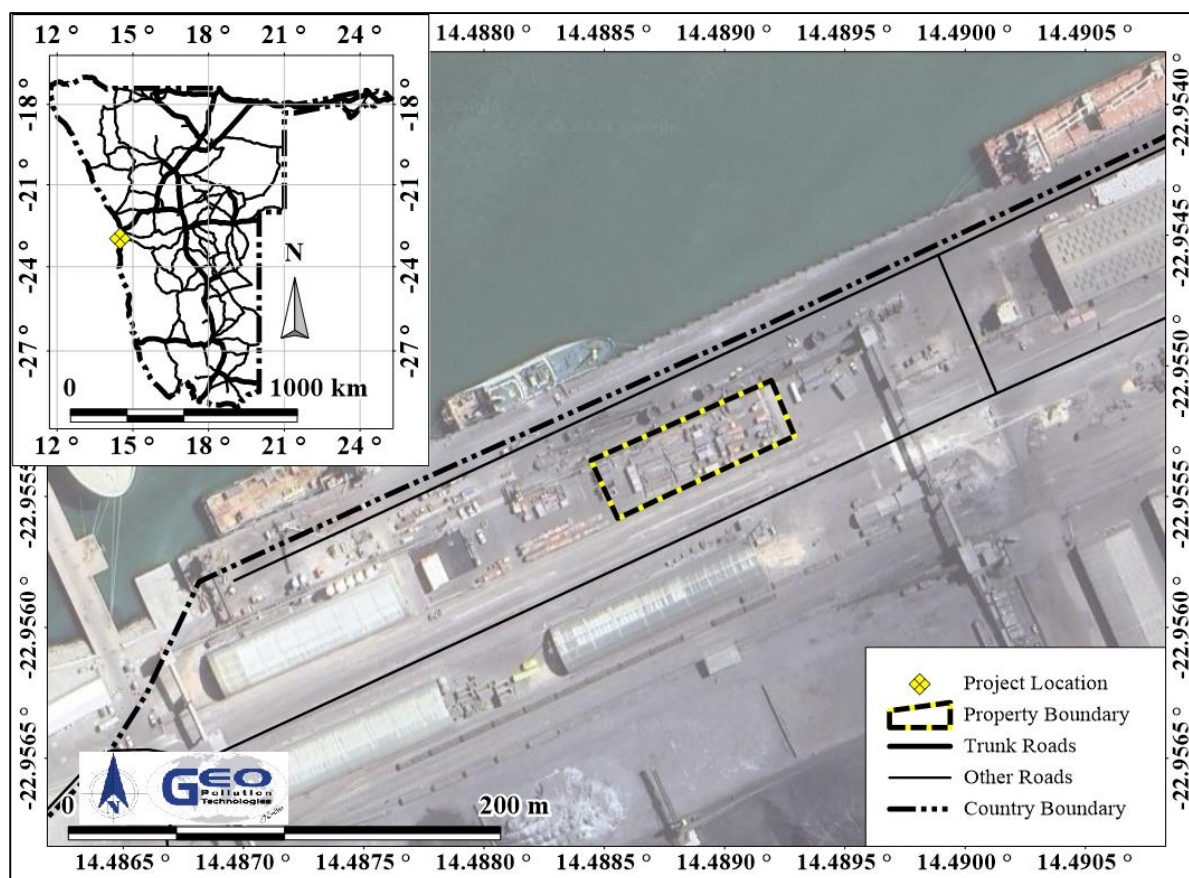 12 ° 15 ° 18 ° 21 ° 24 °
-18 °
-21 °
-24 °
-27 °
N
0 1000 km
12 ° 15 ° 18 ° 21 ° 24 °
14.4880 ° 14.4885 ° 14.4890 ° 14.4895 ° 14.4900 ° 14.4905 °
-22.9540 °
-22.9545 °
-22.9550 °
-22.9555 °
-22.9560 °
-22.9565 °
-22.9555 °
-22.9560 °
-22.9565 °
Project Location
Property Boundary
Trunk Roads
Other Roads
Country Boundary
N
GEO
Pollution
Technologies
0 200 m
14.4865 ° 14.4870 ° 14.4875 ° 14.4880 ° 14.4885 ° 14.4890 ° 14.4895 ° 14.4900 ° 14.4905 °